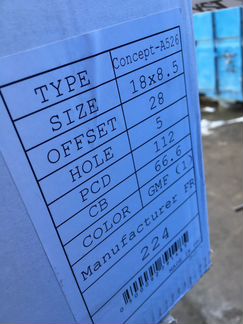 TYPE Concept-A526
SIZE 18x8.5
OFFSET 28
HOLE 5
PCD 112
CB 66.6
COLOR GMF (1)
Manufacturer FR
224